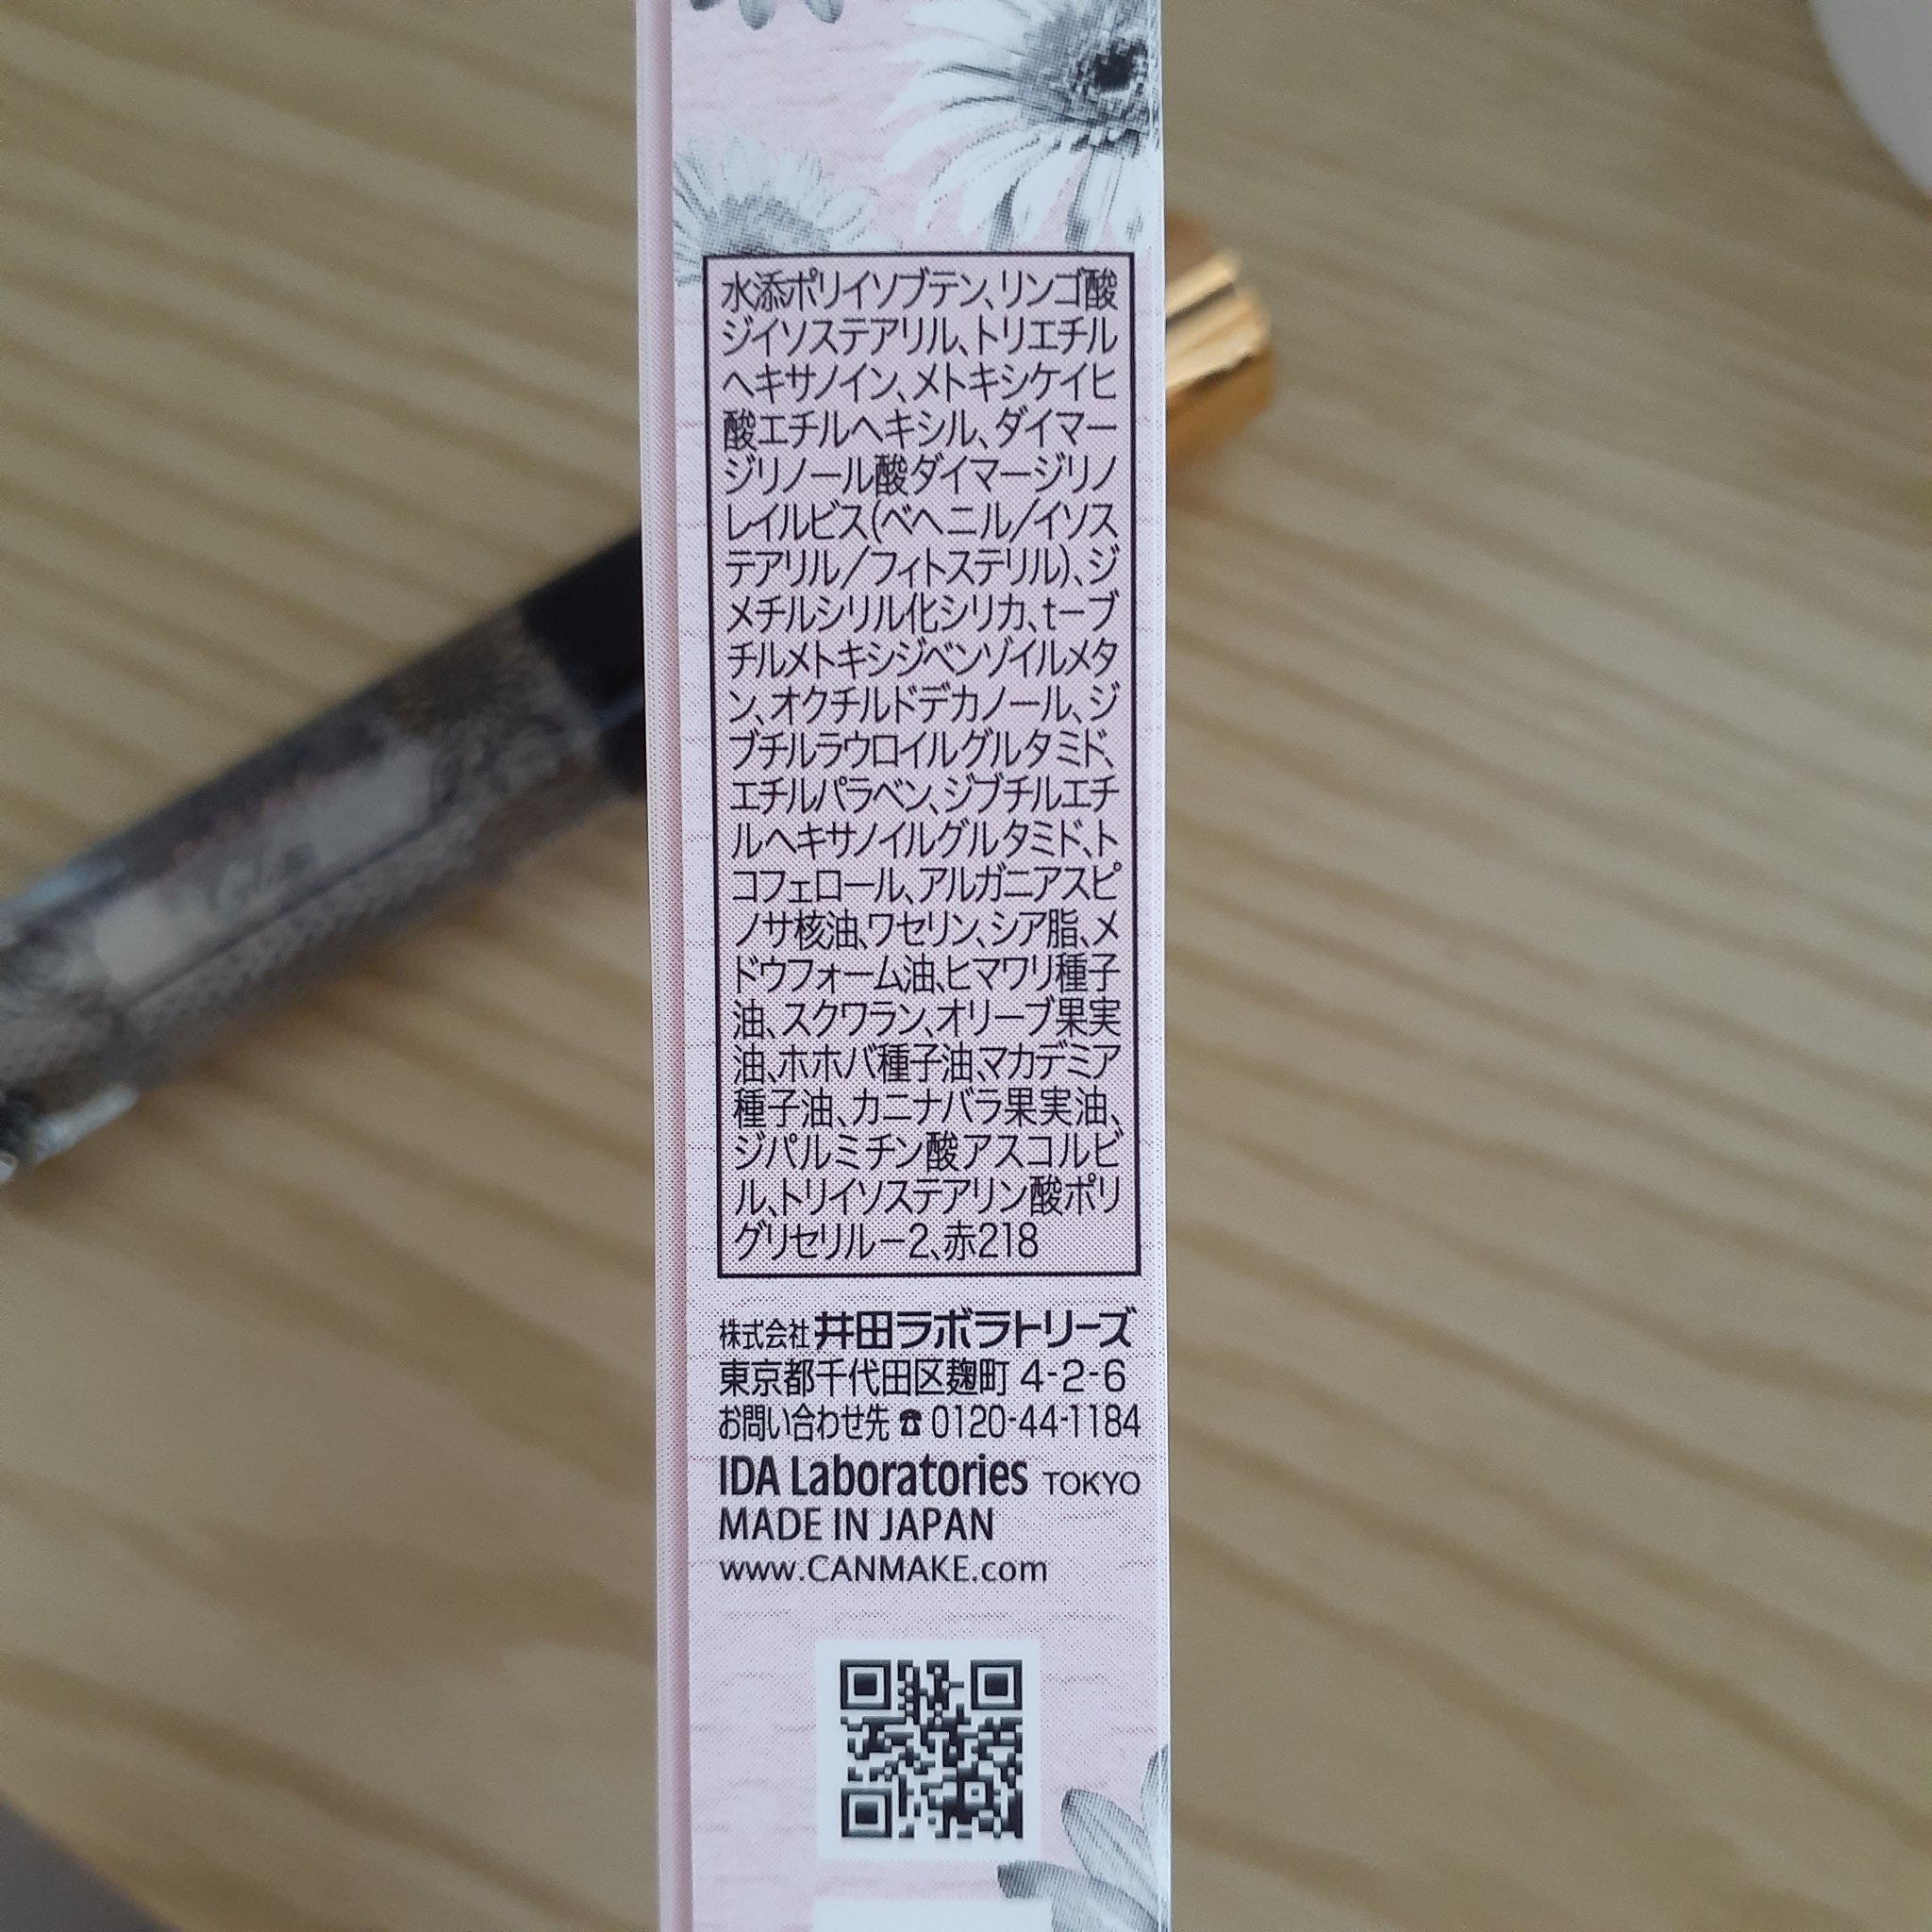 水添ポリイソブテン、リンゴ酸
ジイソステアリル、トリエチル
ヘキサノイン、メトキシケイヒ
酸エチルヘキシル、ダイマー
ジリノール酸ダイマージリノ
レイルビス(ベヘニル/イソス
テアリル/フィトステリル)、ジ
メチルシリル化シリカ、t-ブ
チルメトキシジベンゾイルメタ
ン、オクチルドデカノール、ジ
ブチルラウロイルグルタミド、
エチルパラベン、ジブチルエチ
ルヘキサノイルグルタミド、ト
コフェロール、アルガニアスピ
ノサ核油、ワセリン、シア脂、メ
ドウフォーム油、ヒマワリ種子
油、スクワラン、オリーブ果実
油、ホホバ種子油、マカデミア
種子油、カニナバラ果実油、
ジパルミチン酸アスコルビ
ル、トリイソステアリン酸ポリ
グリセリル-2、赤218
株式会社 井田ラボラトリーズ
東京都千代田区麹町 4-2-6
お問い合わせ先 ☎ 0120-44-1184
IDA Laboratories TOKYO
MADE IN JAPAN
www.CANMAKE.com